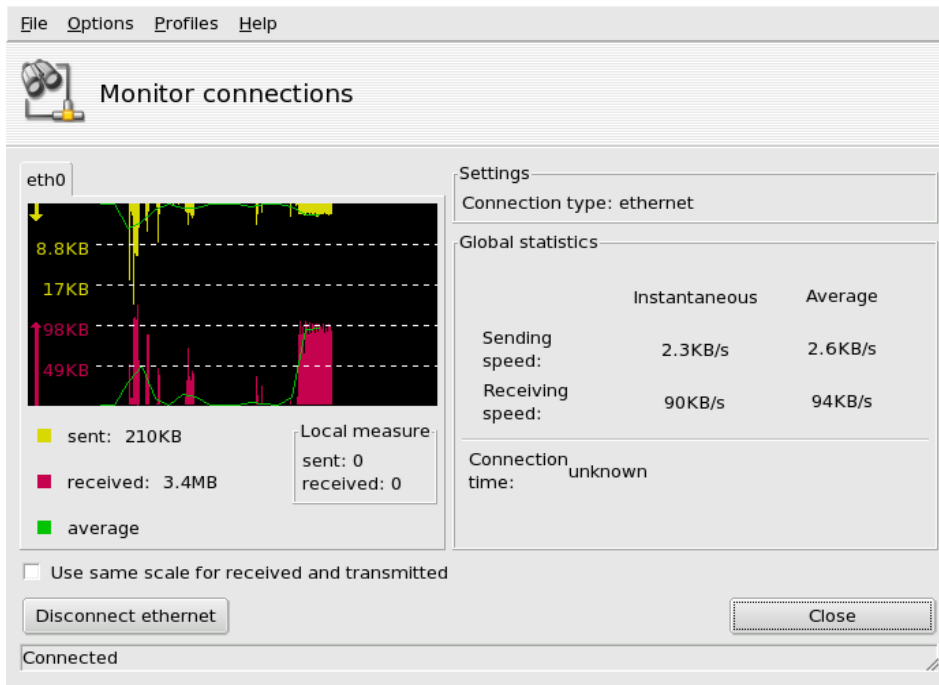 File Options Profiles Help
Monitor connections
eth0
8.8KB
17KB
98KB
49KB
sent: 210KB
received: 3.4MB
average
Local measure
sent: 0
received: 0
Settings
Connection type: ethernet
Global statistics
Instantaneous Average
Sending speed: 2.3KB/s 2.6KB/s
Receiving speed: 90KB/s 94KB/s
Connection time: unknown
Use same scale for received and transmitted
Disconnect ethernet
Close
Connected